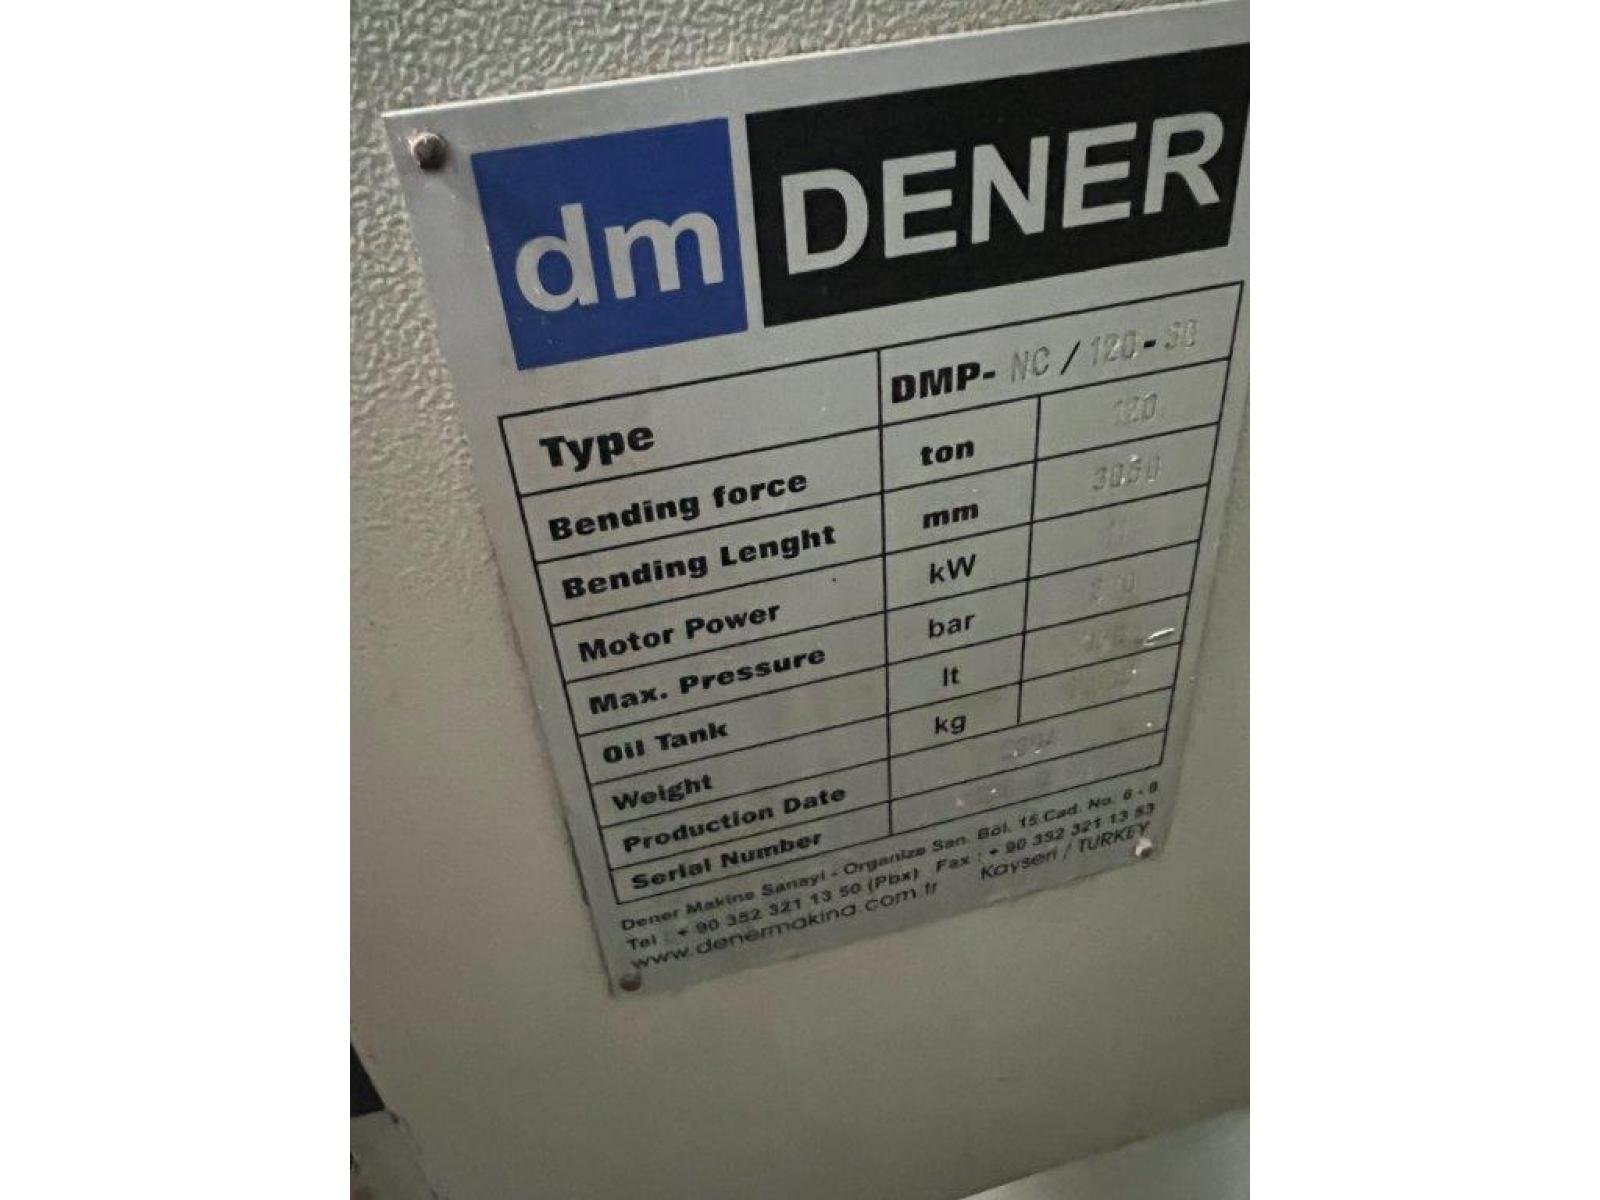 dm DENER
Type DMP- NC / 120 - 30
Bending force ton 120
Bending Lenght mm
Motor Power kW
Max. Pressure bar
Oil Tank lt
Weight kg
Production Date
Serial Number
Dener Makina Sanayi - Organize San. Böl. 15.Cad. No. 6 - 8
Tel : + 90 352 321 13 50 (Pbx) Fax : + 90 352 321 13 53
www.denermakina.com.tr Kayseri / TURKEY